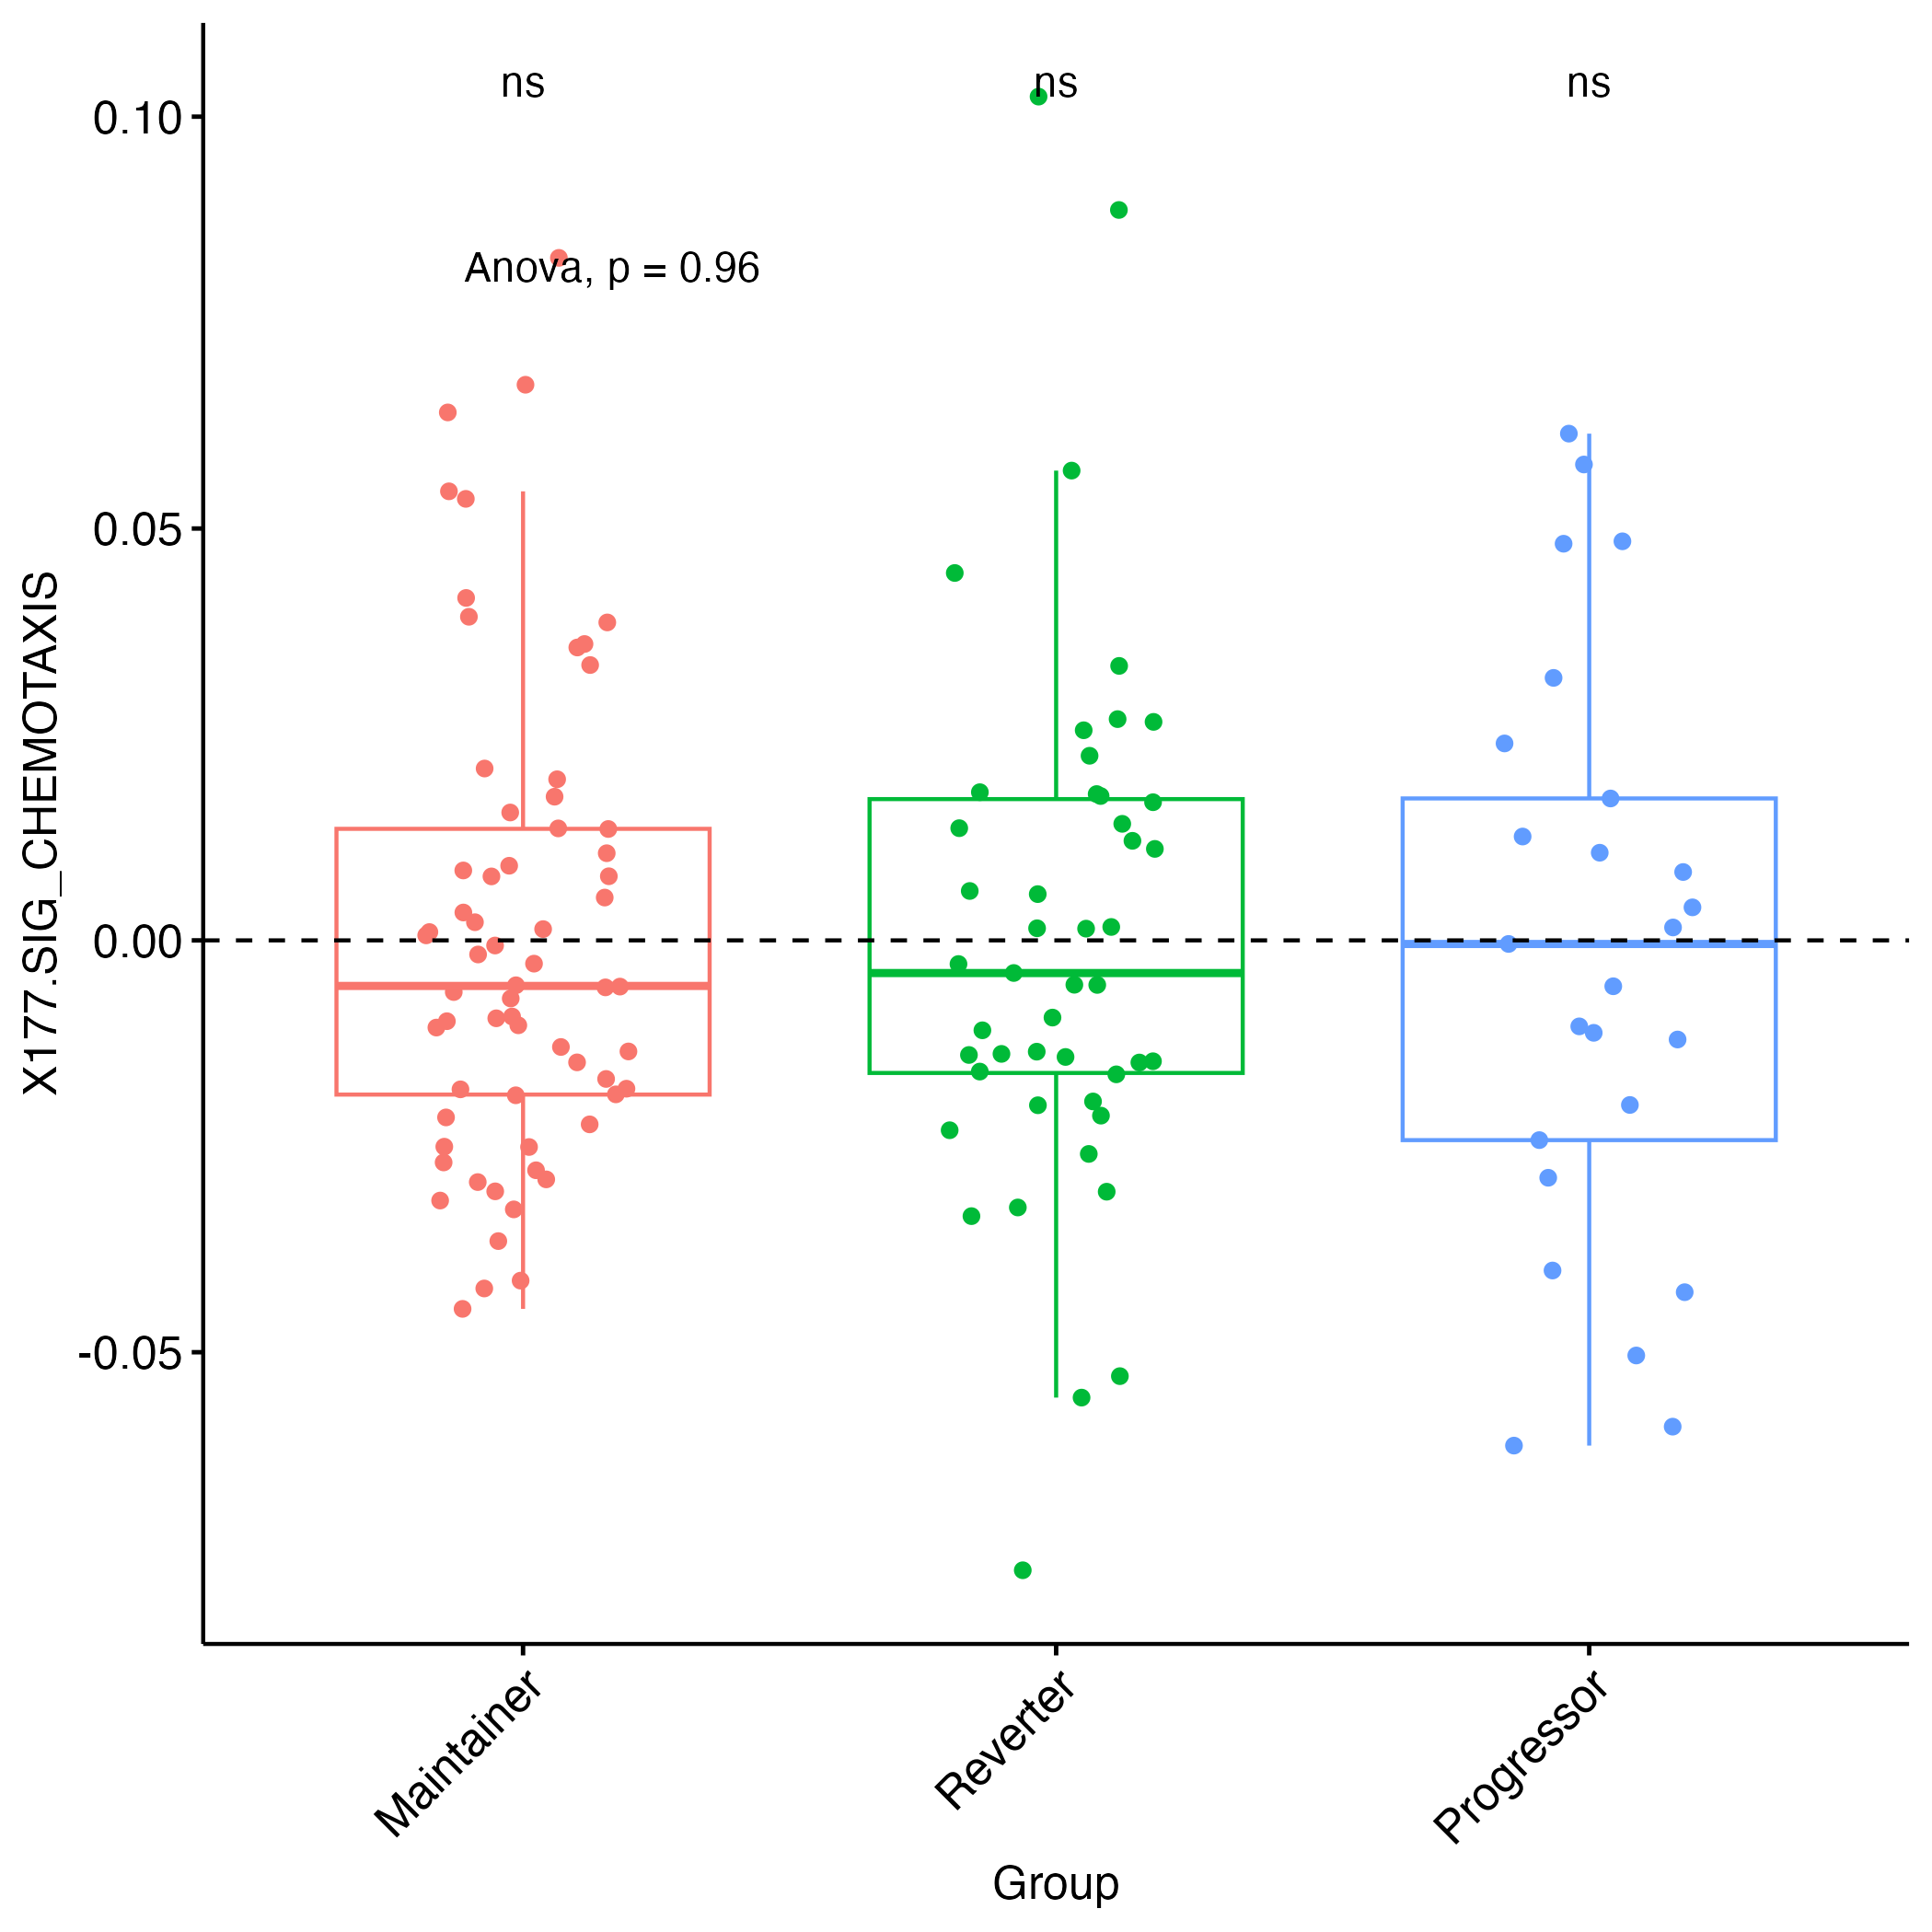 ns
ns
ns
Anova, p = 0.96
0.10
0.05
0.00
-0.05
X177.SIG_CHEMOTAXIS
Maintainer
Reverter
Progressor
Group